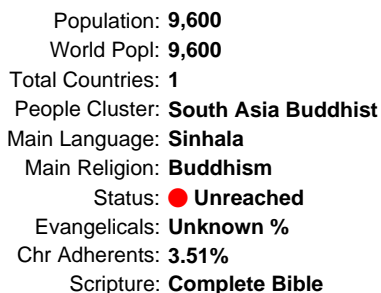 Population: 9,600
World Popl: 9,600
Total Countries: 1
People Cluster: South Asia Buddhist
Main Language: Sinhala
Main Religion: Buddhism
Status: Unreached
Evangelicals: Unknown %
Chr Adherents: 3.51%
Scripture: Complete Bible